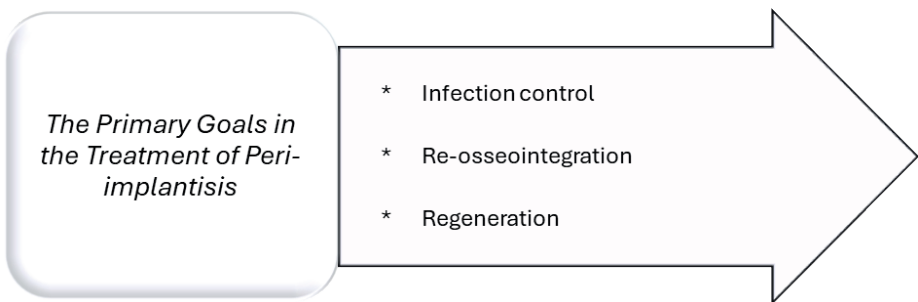 The Primary Goals in
the Treatment of Peri-
implantisis
* Infection control
* Re-osseointegration
* Regeneration